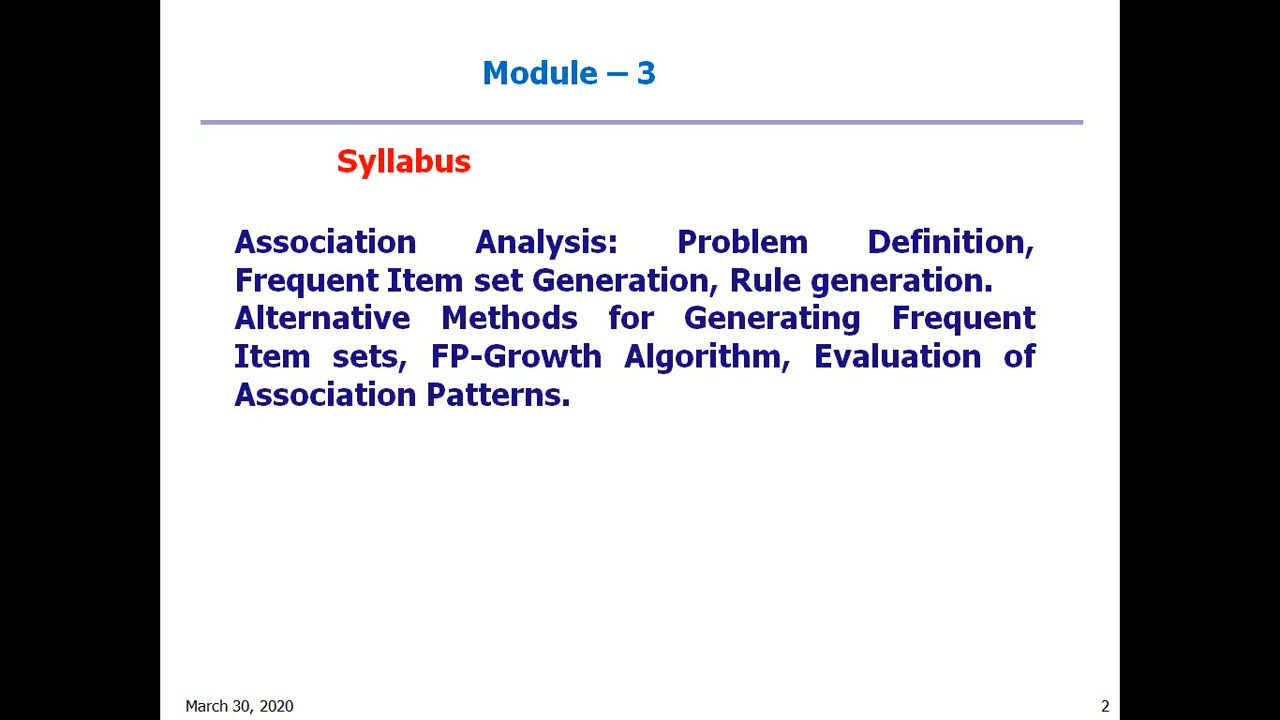 Module – 3
Syllabus
Association Analysis: Problem Definition,
Frequent Item set Generation, Rule generation.
Alternative Methods for Generating Frequent
Item sets, FP-Growth Algorithm, Evaluation of
Association Patterns.
March 30, 2020
2